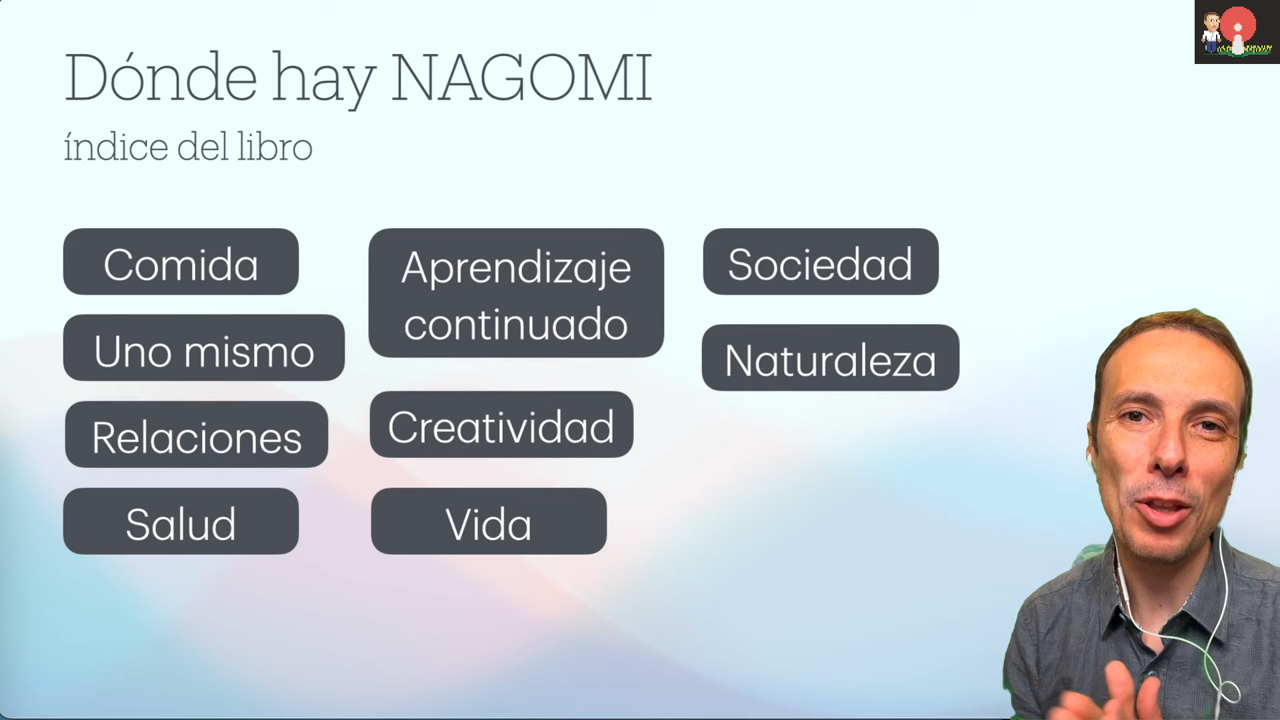 Dónde hay NAGOMI
índice del libro
Comida
Uno mismo
Relaciones
Salud
Aprendizaje
continuado
Creatividad
Vida
Sociedad
Naturaleza